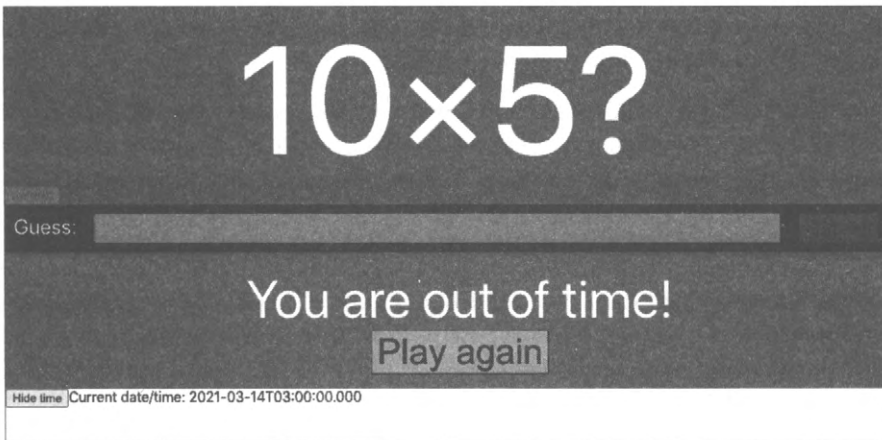 10×5?
Guess:
You are out of time!
Play again
Hide time Current date/time: 2021-03-14T03:00:00.000